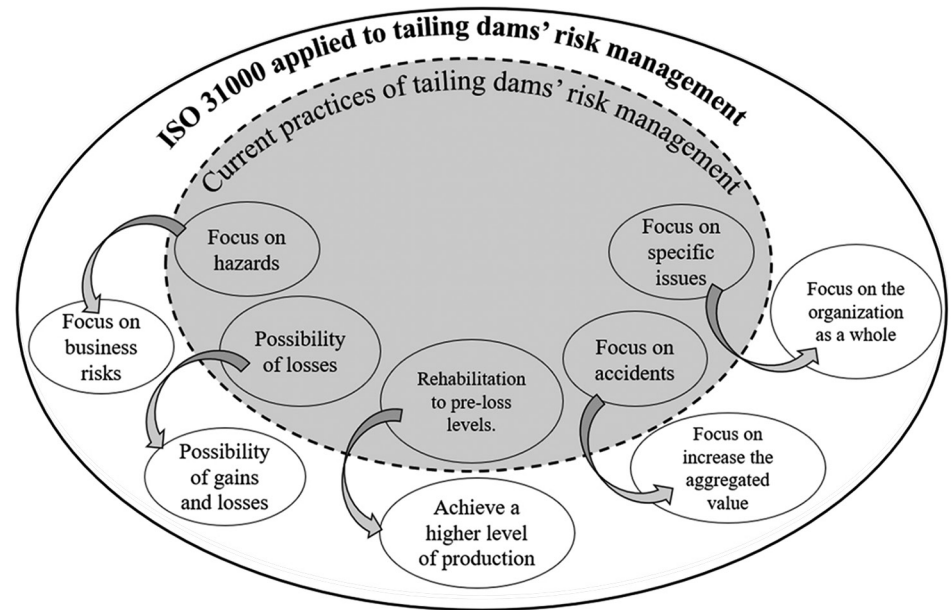 ISO 31000 applied to tailing dams' risk management
Current practices of tailing dams' risk management
Focus on
hazards
Focus on
specific
issues
Focus on
business
risks
Possibility
of losses
Rehabilitation
to pre-loss
levels.
Focus on
accidents
Focus on the
organization
as a whole
Possibility
of gains
and losses
Achieve a
higher level
of production
Focus on
increase the
aggregated
value